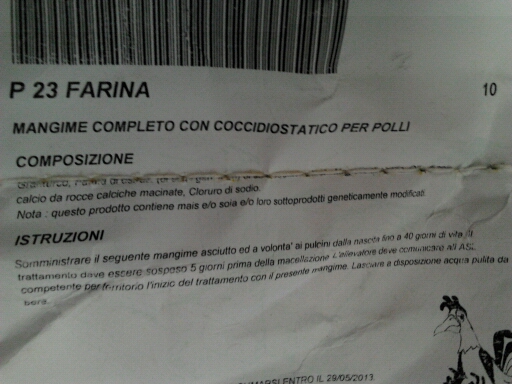 P 23 FARINA
10
MANGIME COMPLETO CON COCCIDIOSTATICO PER POLLI
COMPOSIZIONE
calcio da rocce calciche macinate, Cloruro di sodio.
Nota : questo prodotto contiene mais e/o soia e/o loro sottoprodotti geneticamente modificati.
ISTRUZIONI
Somministrare il seguente mangime asciutto ed a volonta' ai pulcini dalla nascita fino a 40 giorni di vita. Il
trattamento deve essere sospeso 5 giorni prima della macellazione. L'allevatore deve comunicare all'ASL
competente per territorio l'inizio del trattamento con il presente mangime. Lasciare a disposizione acqua pulita da
bere.
ENTRO IL 29/05/2013